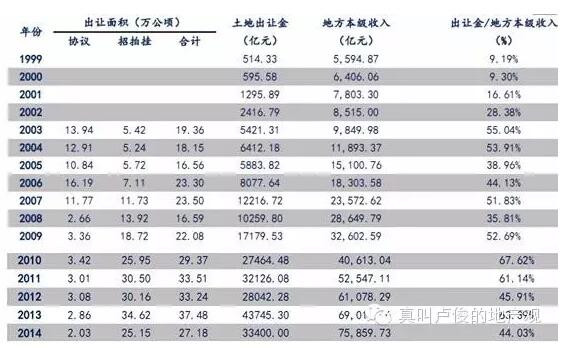 年份 出让面积（万公顷） 土地出让金（亿元） 地方本级收入（亿元） 出让金/地方本级收入（%）
协议 招拍挂 合计
1999 514.33 5,594.87 9.19%
2000 595.58 6,406.06 9.30%
2001 1295.89 7,803.30 16.61%
2002 2416.79 8,515.00 28.38%
2003 13.94 5.42 19.36 5421.31 9,849.98 55.04%
2004 12.91 5.24 18.15 6412.18 11,893.37 53.91%
2005 10.84 5.72 16.56 5883.82 15,100.76 38.96%
2006 16.19 7.11 23.30 8077.64 18,303.58 44.13%
2007 11.77 11.73 23.50 12216.72 23,572.62 51.83%
2008 2.66 13.92 16.59 10259.80 28,649.79 35.81%
2009 3.36 18.72 22.08 17179.53 32,602.59 52.69%
2010 3.42 25.95 29.37 27464.48 40,613.04 67.62%
2011 3.01 30.50 33.51 32126.08 52,547.11 61.14%
2012 3.08 30.16 33.24 28042.28 61,078.29 45.91%
2013 2.86 34.62 37.48 43745.30 63.39%
2014 2.03 25.15 27.18 33400.00 75,859.73 44.03%
真叫卢俊的地产观